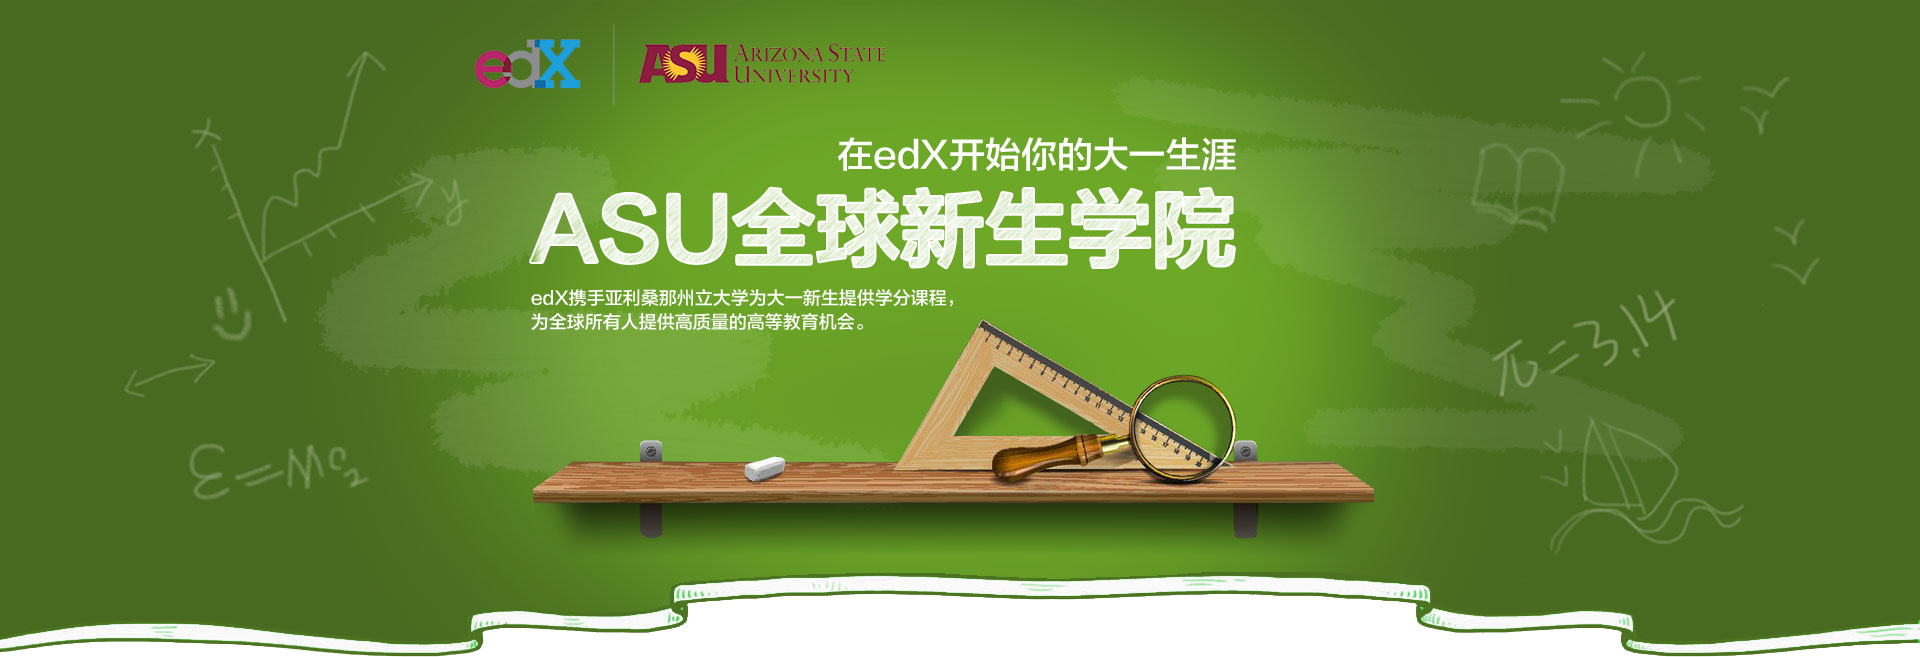 edX
ASU ARIZONA STATE
UNIVERSITY
在edX开始你的大一生涯
ASU全球新生学院
edX携手亚利桑那州立大学为大一新生提供学分课程，
为全球所有人提供高质量的高等教育机会。
x
y
π=3.14
ε=Mc2